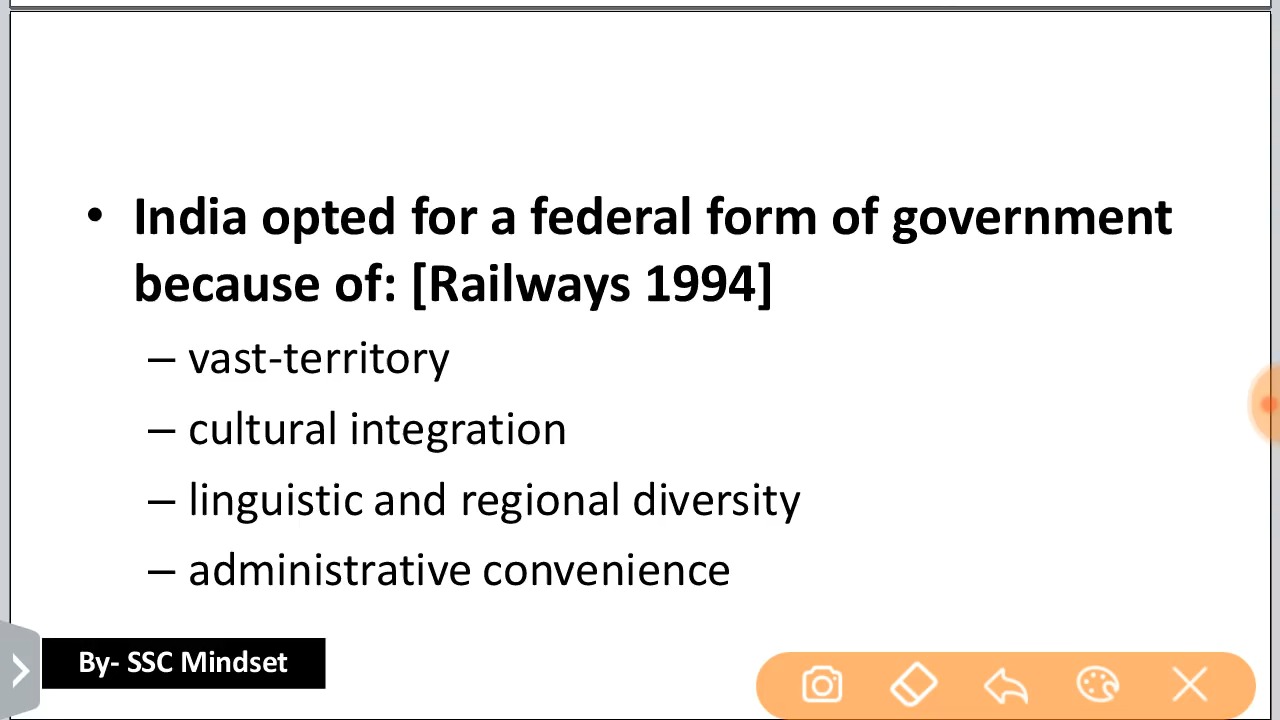 • India opted for a federal form of government
because of: [Railways 1994]
– vast-territory
– cultural integration
– linguistic and regional diversity
– administrative convenience
By- SSC Mindset